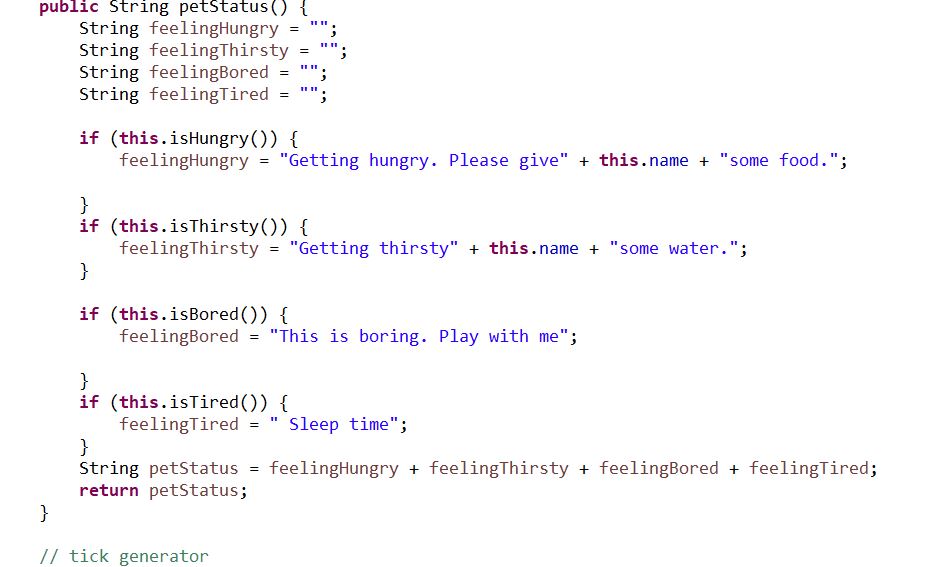 public String petStatus() {
String feelingHungry = "";
String feelingThirsty = "";
String feelingBored = "";
String feelingTired = "";
if (this.isHungry()) {
feelingHungry = "Getting hungry. Please give" + this.name + "some food.";
}
if (this.isThirsty()) {
feelingThirsty = "Getting thirsty" + this.name + "some water.";
}
if (this.isBored()) {
feelingBored = "This is boring. Play with me";
}
if (this.isTired()) {
feelingTired = " Sleep time";
}
String petStatus = feelingHungry + feelingThirsty + feelingBored + feelingTired;
return petStatus;
}
// tick generator